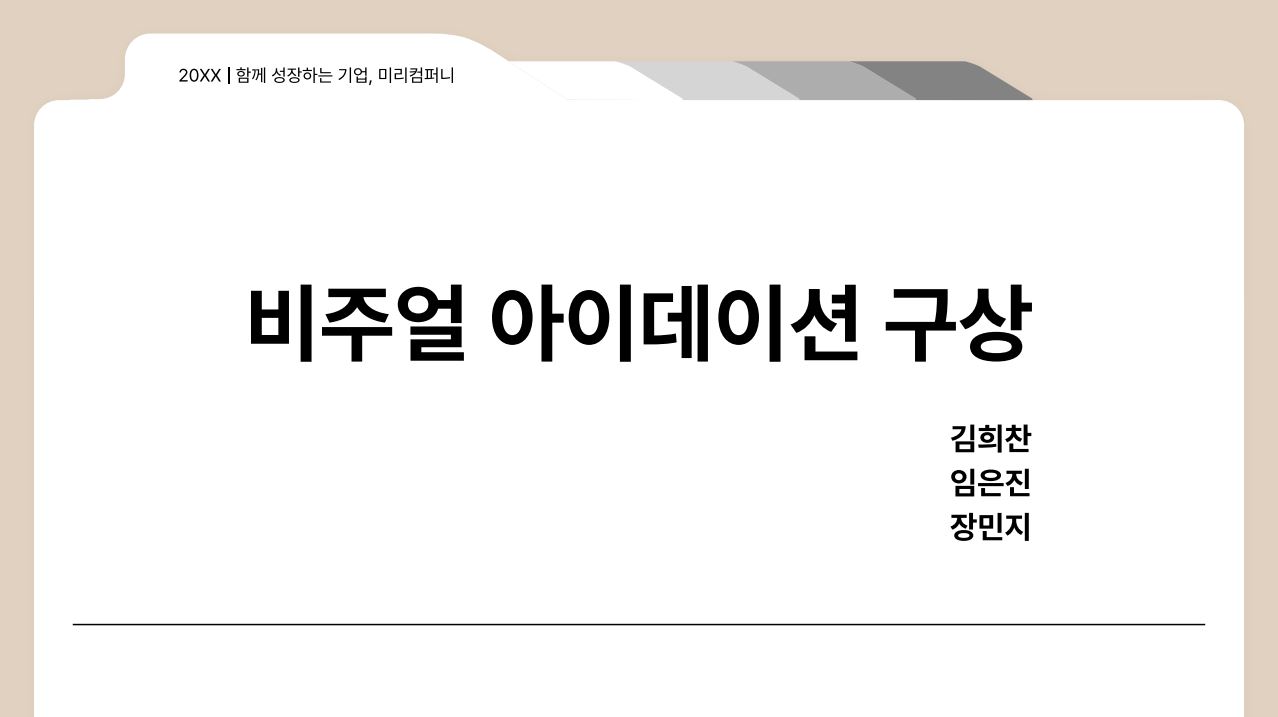 20XX | 함께 성장하는 기업, 미리컴퍼니
비주얼 아이데이션 구상
김희찬
임은진
장민지